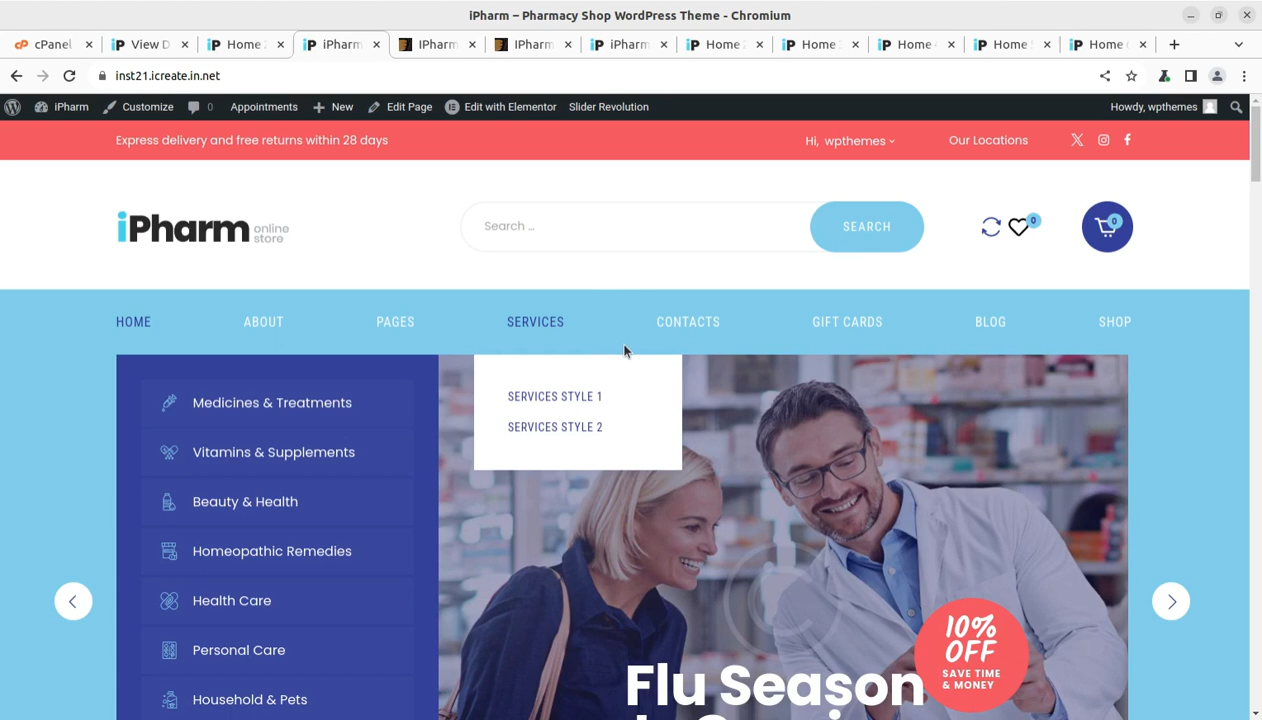 iPharm – Pharmacy Shop WordPress Theme - Chromium
cPanel View D Home iPharm IPharm IPharm iPharm Home Home Home Home Home
inst21.icreate.in.net
iPharm Customize 0 Appointments New Edit Page Edit with Elementor Slider Revolution Howdy, wpthemes
Express delivery and free returns within 28 days Hi, wpthemes Our Locations
iPharm online store Search ... SEARCH 0 0
HOME ABOUT PAGES SERVICES CONTACTS GIFT CARDS BLOG SHOP
SERVICES STYLE 1
SERVICES STYLE 2
Medicines & Treatments
Vitamins & Supplements
Beauty & Health
Homeopathic Remedies
Health Care
Personal Care
Household & Pets
10%
OFF
SAVE TIME
& MONEY
Flu Season